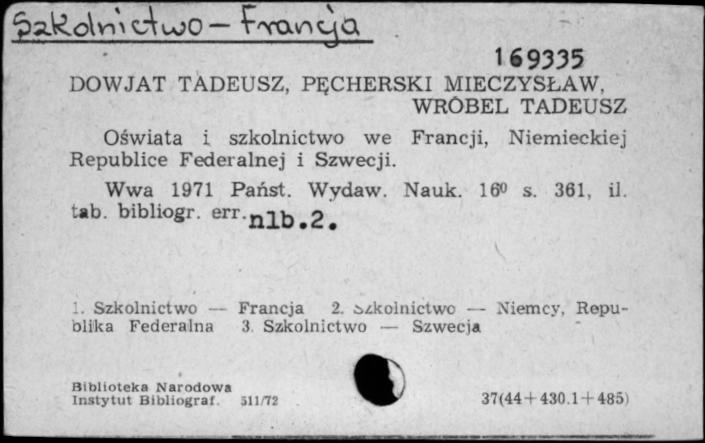 Szkolnictwo – Francja
169335
DOWJAT TADEUSZ, PĘCHERSKI MIECZYSŁAW,
WRÓBEL TADEUSZ
Oświata i szkolnictwo we Francji, Niemieckiej
Republice Federalnej i Szwecji.
Wwa 1971 Państ. Wydaw. Nauk. 16⁰ s. 361, il.
tab. bibliogr. err. nlb.2.
1. Szkolnictwo — Francja 2. Szkolnictwo — Niemcy, Repu-
blika Federalna 3. Szkolnictwo — Szwecja
Biblioteka Narodowa
Instytut Bibliograf. 511/72
37(44+430.1+485)